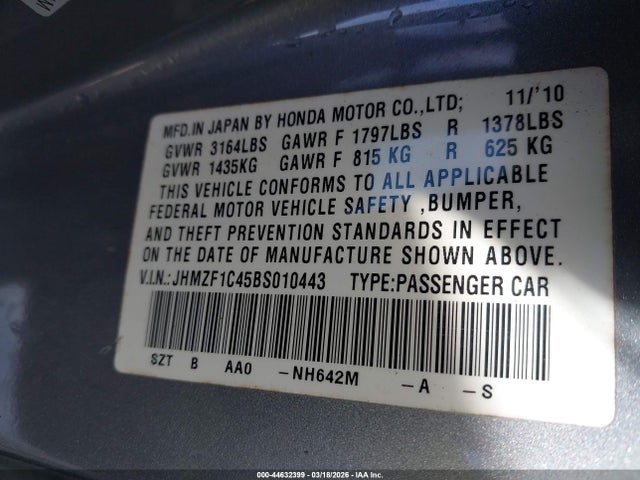 MFD.IN JAPAN BY HONDA MOTOR CO.,LTD; 11/'10
GVWR 3164LBS GAWR F 1797LBS R 1378LBS
GVWR 1435KG GAWR F 815 KG R 625 KG
THIS VEHICLE CONFORMS TO ALL APPLICABLE
FEDERAL MOTOR VEHICLE SAFETY ,BUMPER,
AND THEFT PREVENTION STANDARDS IN EFFECT
ON THE DATE OF MANUFACTURE SHOWN ABOVE.
V.I.N.:JHMZF1C45BS010443 TYPE:PASSENGER CAR
SZT B AA0 -NH642M -A -S
000-44632399 | 03/18/2026 | IAA Inc.